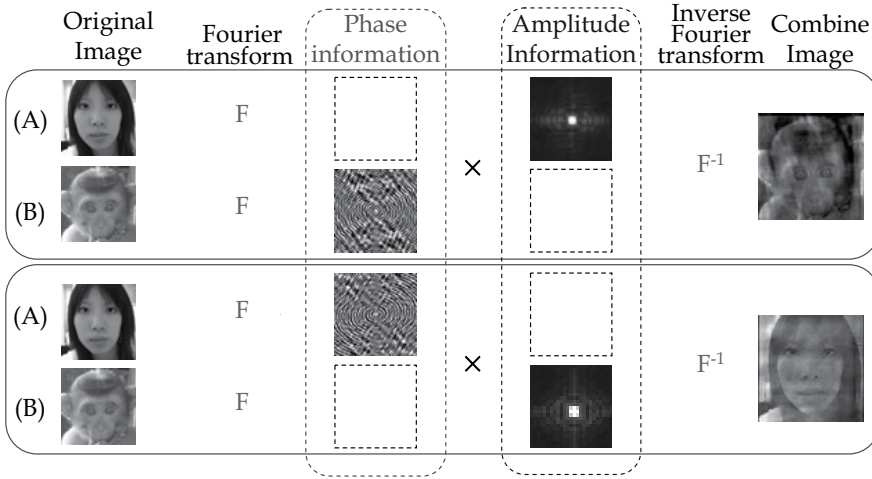 Original
Image
Fourier
transform
Phase
information
Amplitude
Information
Inverse
Fourier
transform
Combine
Image
(A)
F
(B)
F
×
F-1
(A)
F
(B)
F
×
F-1